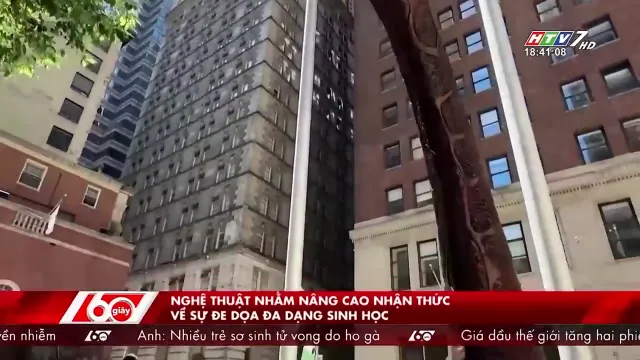 HTV7 HD
18:41:08
60 giây
NGHỆ THUẬT NHẰM NÂNG CAO NHẬN THỨC
VỀ SỰ ĐE DỌA ĐA DẠNG SINH HỌC
yền nhiễm Anh: Nhiều trẻ sơ sinh tử vong do ho gà Giá dầu thế giới tăng hai phi